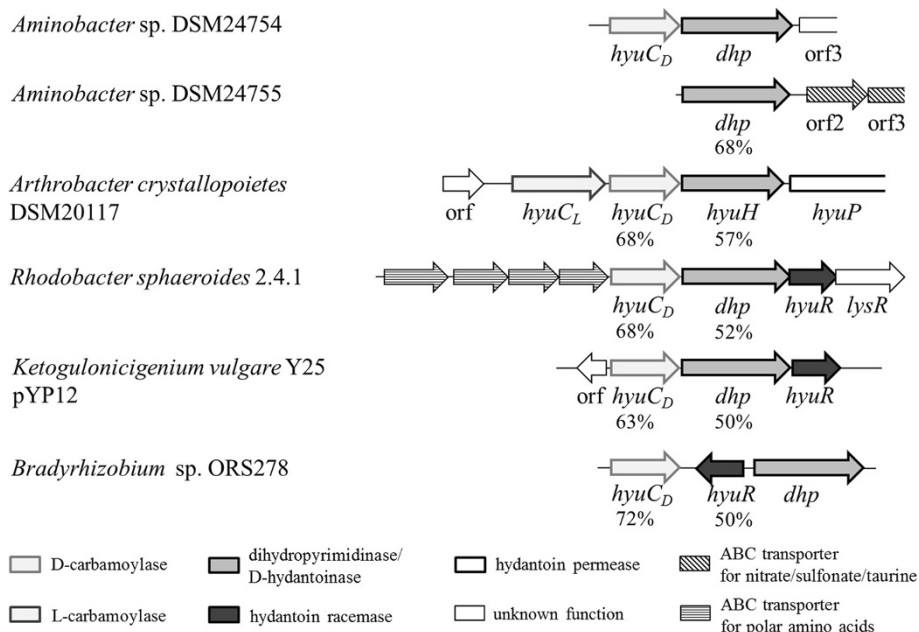 Aminobacter sp. DSM24754
hyuC_D dhp orf3
Aminobacter sp. DSM24755
dhp orf2 orf3
68%
Arthrobacter crystallopoietes
DSM20117
orf hyuC_L hyuC_D hyuH hyuP
68% 57%
Rhodobacter sphaeroides 2.4.1
hyuC_D dhp hyuR lysR
68% 52%
Ketogulonicigenium vulgare Y25
pYP12
orf hyuC_D dhp hyuR
63% 50%
Bradyrhizobium sp. ORS278
hyuC_D hyuR dhp
72% 50%
D-carbamoylase
dihydropyrimidinase/
D-hydantoinase
hydantoin permease
ABC transporter
for nitrate/sulfonate/taurine
L-carbamoylase
hydantoin racemase
unknown function
ABC transporter
for polar amino acids